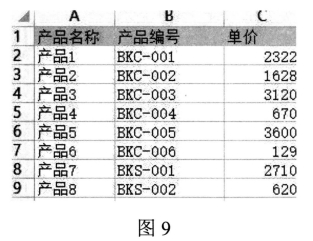 A B C
1 产品名称 产品编号 单价
2 产品1 BKC-001 2322
3 产品2 BKC-002 1628
4 产品3 BKC-003 3120
5 产品4 BKC-004 670
6 产品5 BKC-005 3600
7 产品6 BKC-006 129
8 产品7 BKS-001 2710
9 产品8 BKS-002 620
图 9